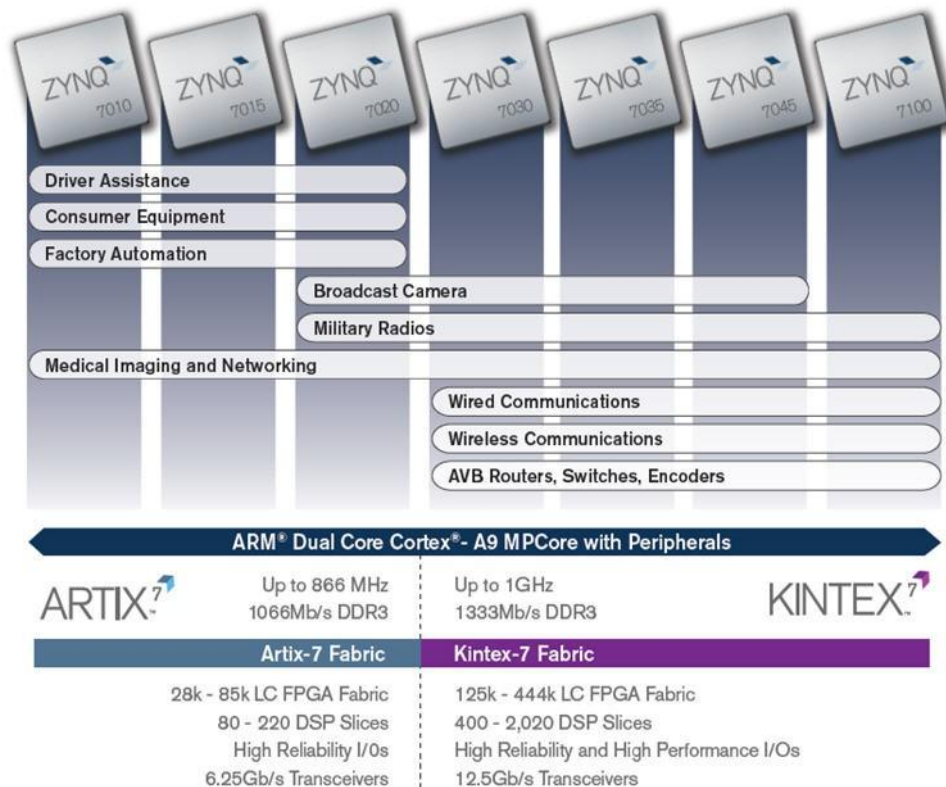 ZYNQ 7010
ZYNQ 7015
ZYNQ 7020
ZYNQ 7030
ZYNQ 7035
ZYNQ 7045
ZYNQ 7100
Driver Assistance
Consumer Equipment
Factory Automation
Broadcast Camera
Military Radios
Medical Imaging and Networking
Wired Communications
Wireless Communications
AVB Routers, Switches, Encoders
ARM® Dual Core Cortex®- A9 MPCore with Peripherals
ARTIX 7™
Up to 866 MHz
1066Mb/s DDR3
Up to 1GHz
1333Mb/s DDR3
KINTEX 7™
Artix-7 Fabric
Kintex-7 Fabric
28k - 85k LC FPGA Fabric
80 - 220 DSP Slices
High Reliability I/0s
6.25Gb/s Transceivers
125k - 444k LC FPGA Fabric
400 - 2,020 DSP Slices
High Reliability and High Performance I/Os
12.5Gb/s Transceivers